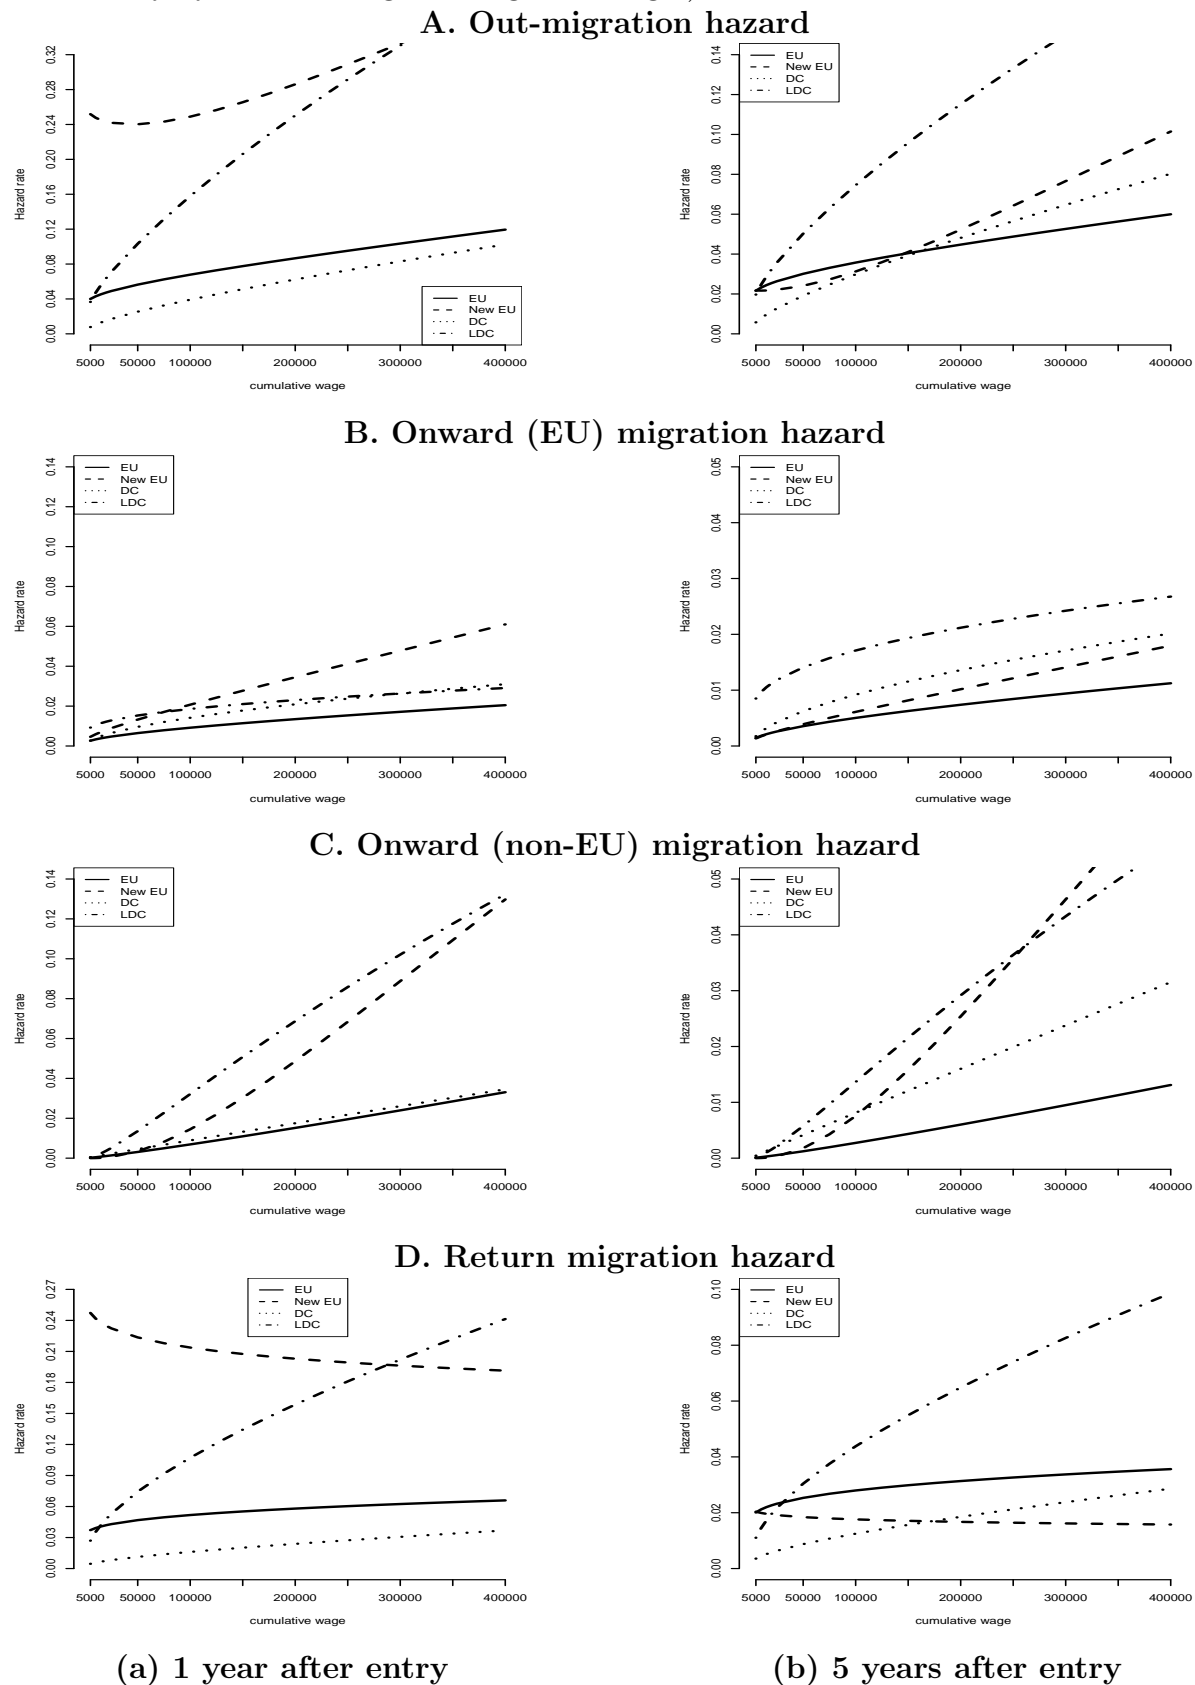 A. Out-migration hazard
0.00 0.04 0.08 0.12 0.16 0.20 0.24 0.28 0.32
Hazard rate
EU
New EU
DC
LDC
5000 50000 100000 200000 300000 400000
cumulative wage
0.00 0.02 0.04 0.06 0.08 0.10 0.12 0.14
Hazard rate
EU
New EU
DC
LDC
5000 50000 100000 200000 300000 400000
cumulative wage
B. Onward (EU) migration hazard
0.00 0.02 0.04 0.06 0.08 0.10 0.12 0.14
Hazard rate
EU
New EU
DC
LDC
5000 50000 100000 200000 300000 400000
cumulative wage
0.00 0.01 0.02 0.03 0.04 0.05
Hazard rate
EU
New EU
DC
LDC
5000 50000 100000 200000 300000 400000
cumulative wage
C. Onward (non-EU) migration hazard
0.00 0.02 0.04 0.06 0.08 0.10 0.12 0.14
Hazard rate
EU
New EU
DC
LDC
5000 50000 100000 200000 300000 400000
cumulative wage
0.00 0.01 0.02 0.03 0.04 0.05
Hazard rate
EU
New EU
DC
LDC
5000 50000 100000 200000 300000 400000
cumulative wage
D. Return migration hazard
0.00 0.03 0.06 0.09 0.12 0.15 0.18 0.21 0.24 0.27
Hazard rate
EU
New EU
DC
LDC
5000 50000 100000 200000 300000 400000
cumulative wage
0.00 0.02 0.04 0.06 0.08 0.10
Hazard rate
EU
New EU
DC
LDC
5000 50000 100000 200000 300000 400000
cumulative wage
(a) 1 year after entry
(b) 5 years after entry